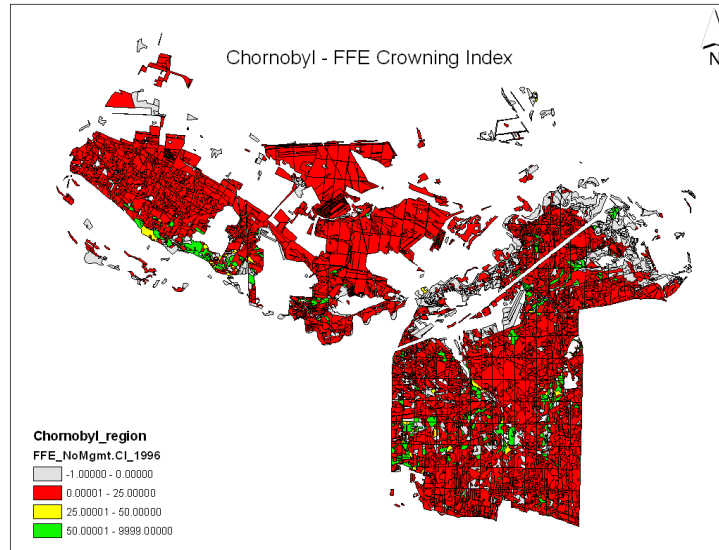 Chornobyl - FFE Crowning Index
N
Chornobyl_region
FFE_NoMgmt.CI_1996
-1.00000 - 0.00000
0.00001 - 25.00000
25.00001 - 50.00000
50.00001 - 9999.00000